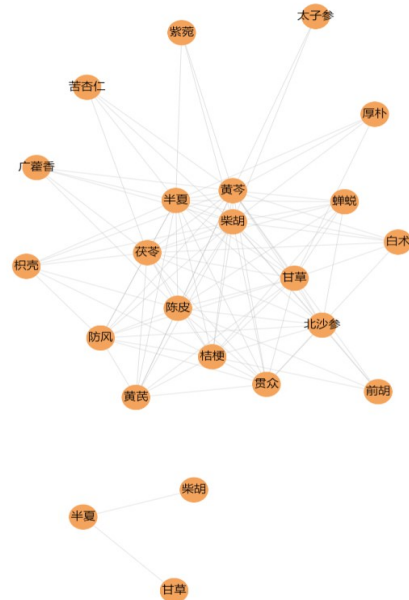 太子参
紫菀
苦杏仁
厚朴
广藿香
黄芩
半夏
蝉蜕
柴胡
白术
茯苓
枳壳
甘草
陈皮
北沙参
防风
桔梗
贯众
前胡
黄芪
柴胡
半夏
甘草